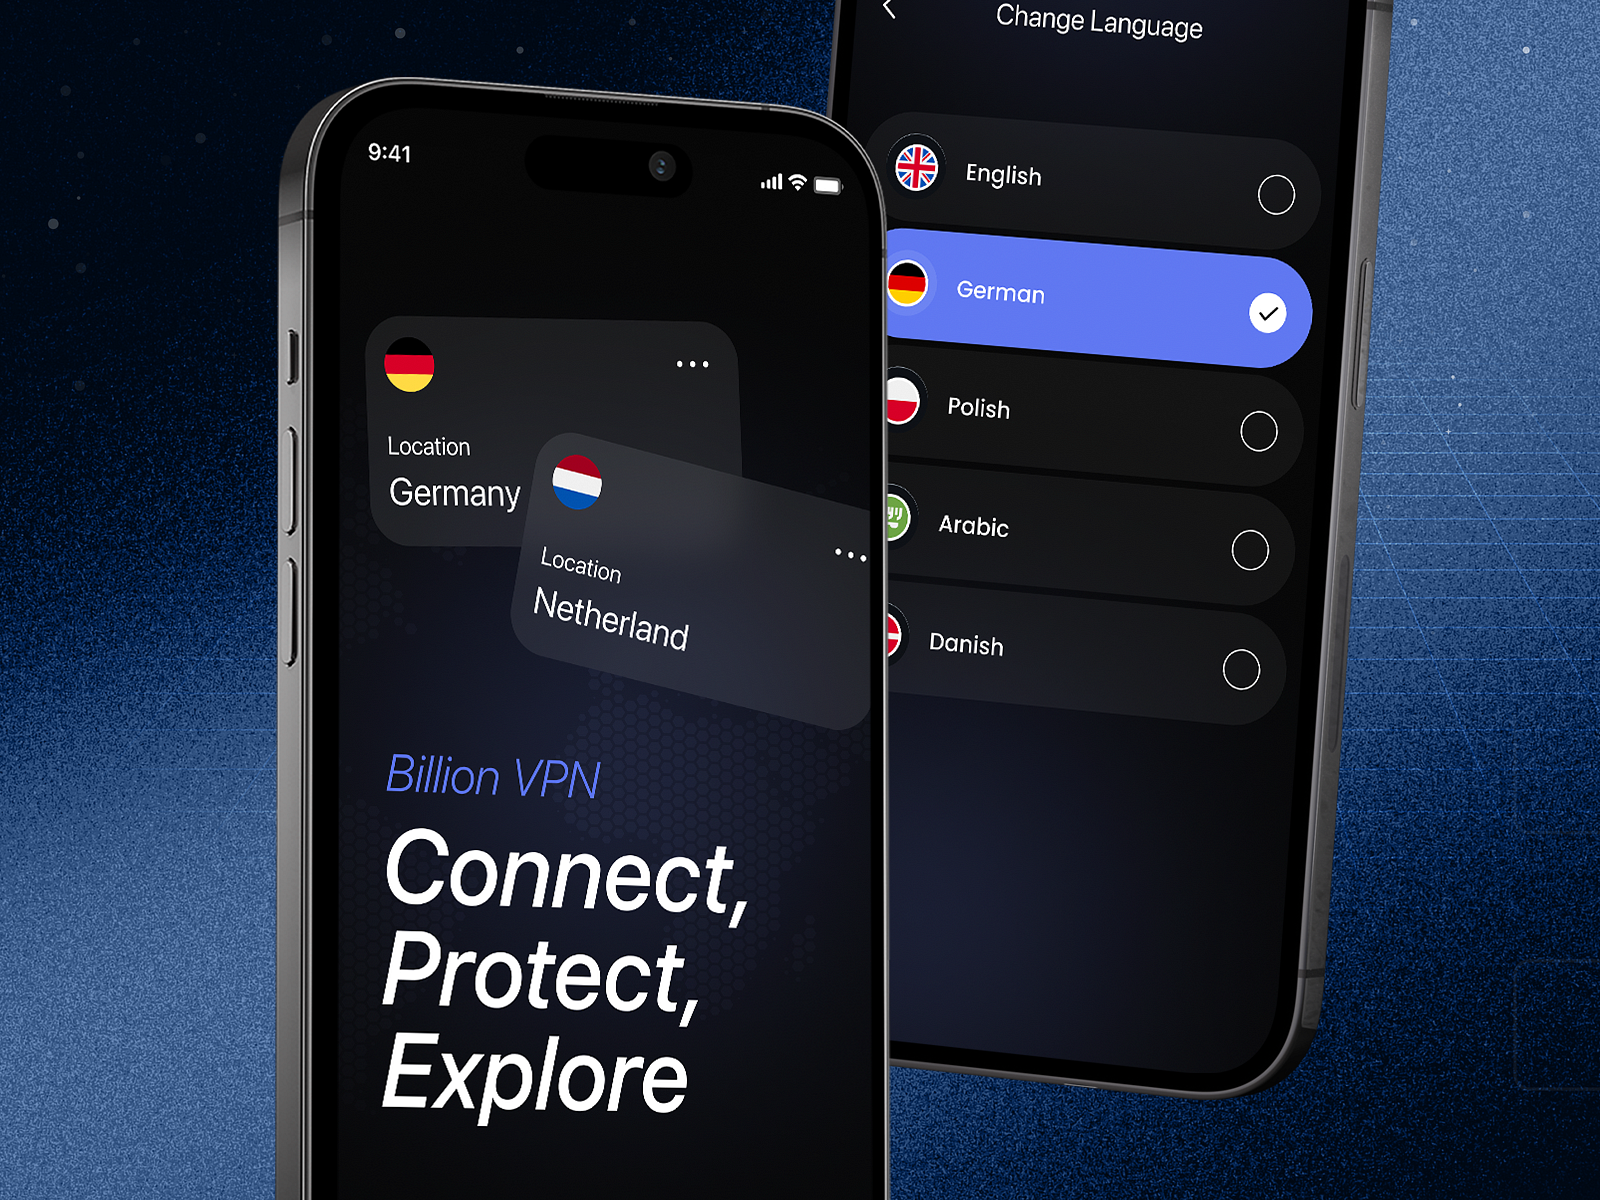 9:41
Location
Germany
Location
Netherland
Billion VPN
Connect,
Protect,
Explore
Change Language
English
German
Polish
Arabic
Danish